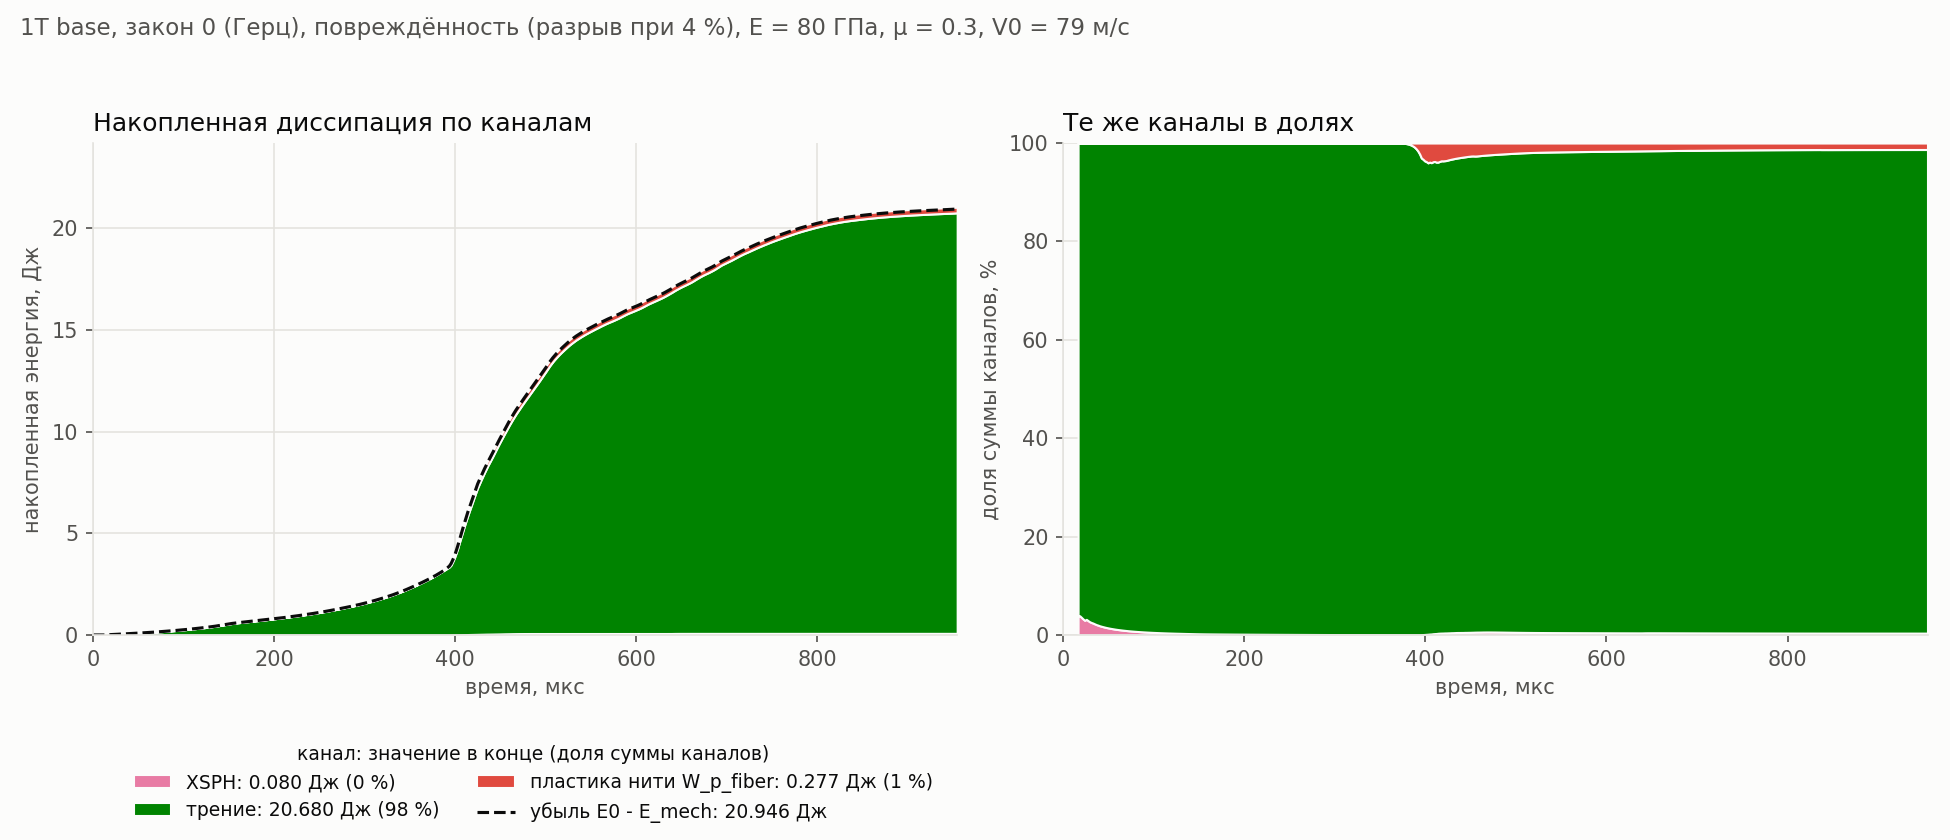 1T base, закон 0 (Герц), повреждённость (разрыв при 4 %), E = 80 ГПа, μ = 0.3, V0 = 79 м/с
Накопленная диссипация по каналам
накопленная энергия, Дж
20
15
10
5
0
0 200 400 600 800
время, мкс
Те же каналы в долях
доля суммы каналов, %
100
80
60
40
20
0
0 200 400 600 800
время, мкс
канал: значение в конце (доля суммы каналов)
XSPH: 0.080 Дж (0 %)
трение: 20.680 Дж (98 %)
пластика нити W_p_fiber: 0.277 Дж (1 %)
убыль E0 - E_mech: 20.946 Дж